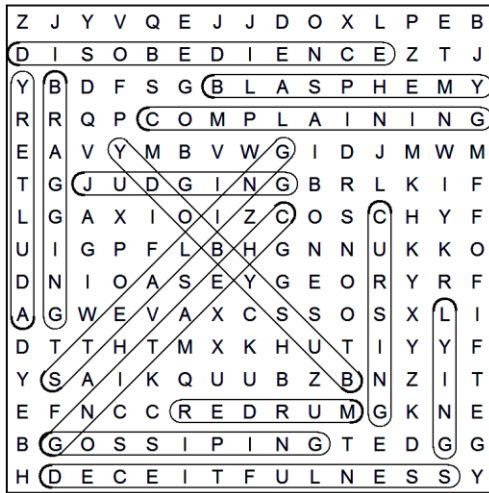 Z J Y V Q E J J D O X L P E B
D I S O B E D I E N C E Z T J
Y B D F S G B L A S P H E M Y
R R Q P C O M P L A I N I N G
E A V Y M B V W G I D J M W M
T G J U D G I N G B R L K I F
L G A X I O I Z C O S C H Y F
U I G P F L B H G N N U K K O
D N I O A S E Y G E O R Y R F
A G W E V A X C S S O S X L I
D T T H T M X K H U T I Y Y F
Y S A I K Q U U B Z B N Z I T
E F N C C R E D R U M G K N E
B G O S S I P I N G T E D G G
H D E C E I T F U L N E S S Y